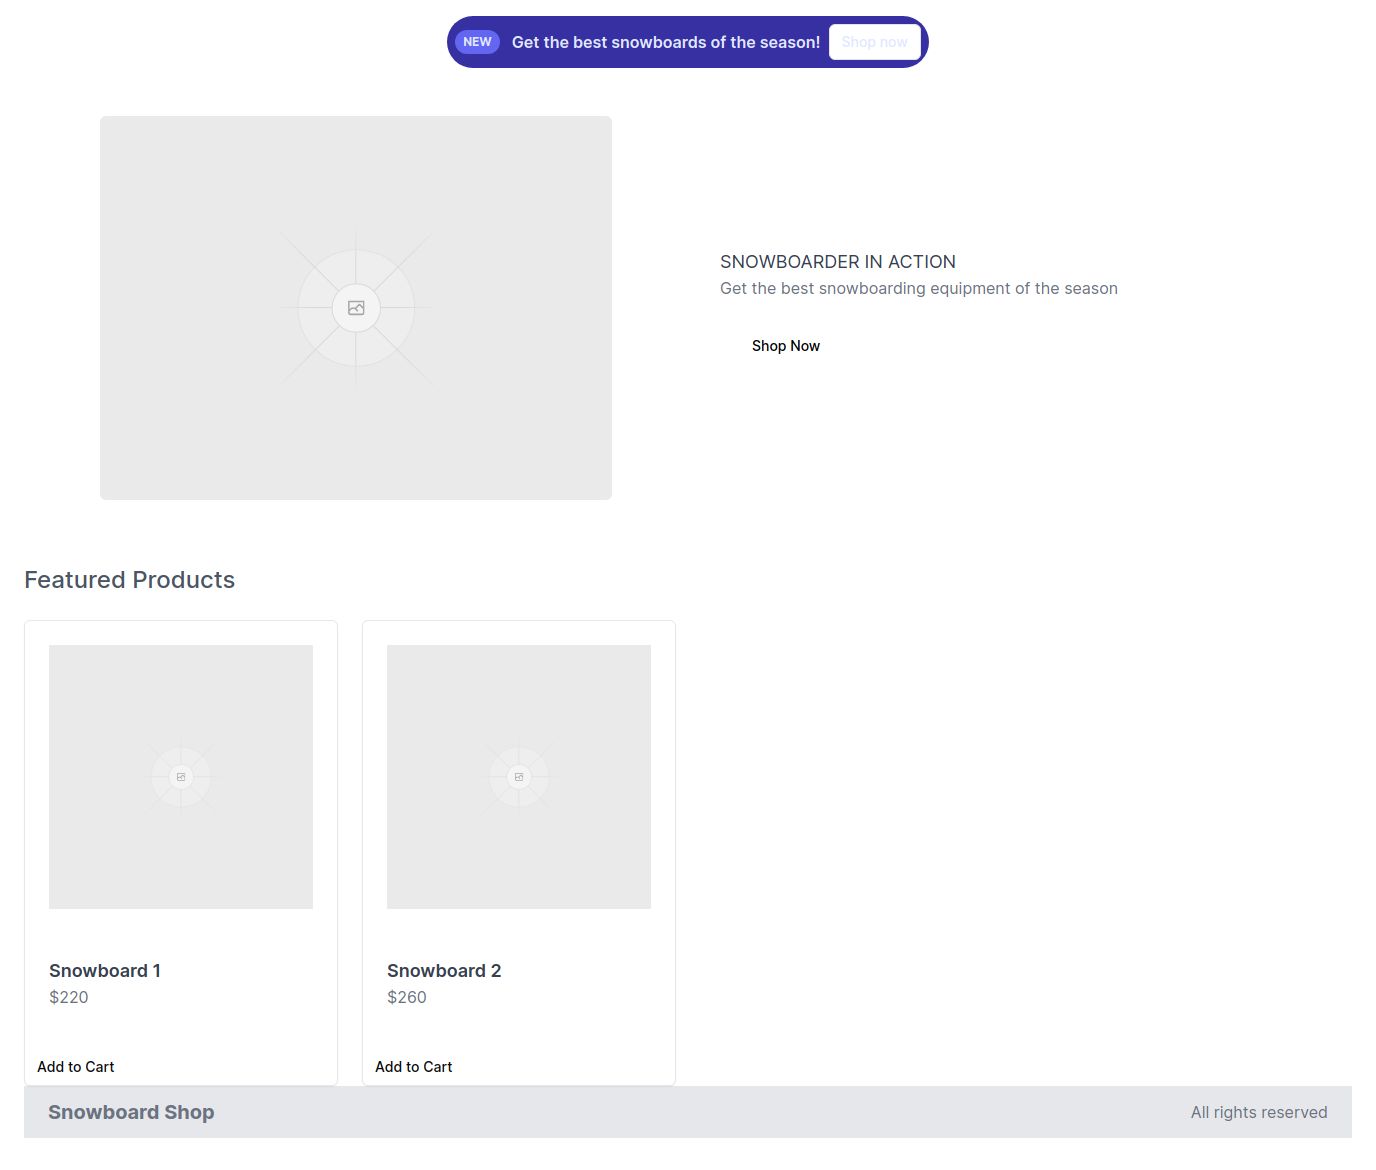 NEW Get the best snowboards of the season! Shop now
SNOWBOARDER IN ACTION
Get the best snowboarding equipment of the season
Shop Now
Featured Products
Snowboard 1
$220
Add to Cart
Snowboard 2
$260
Add to Cart
Snowboard Shop
All rights reserved